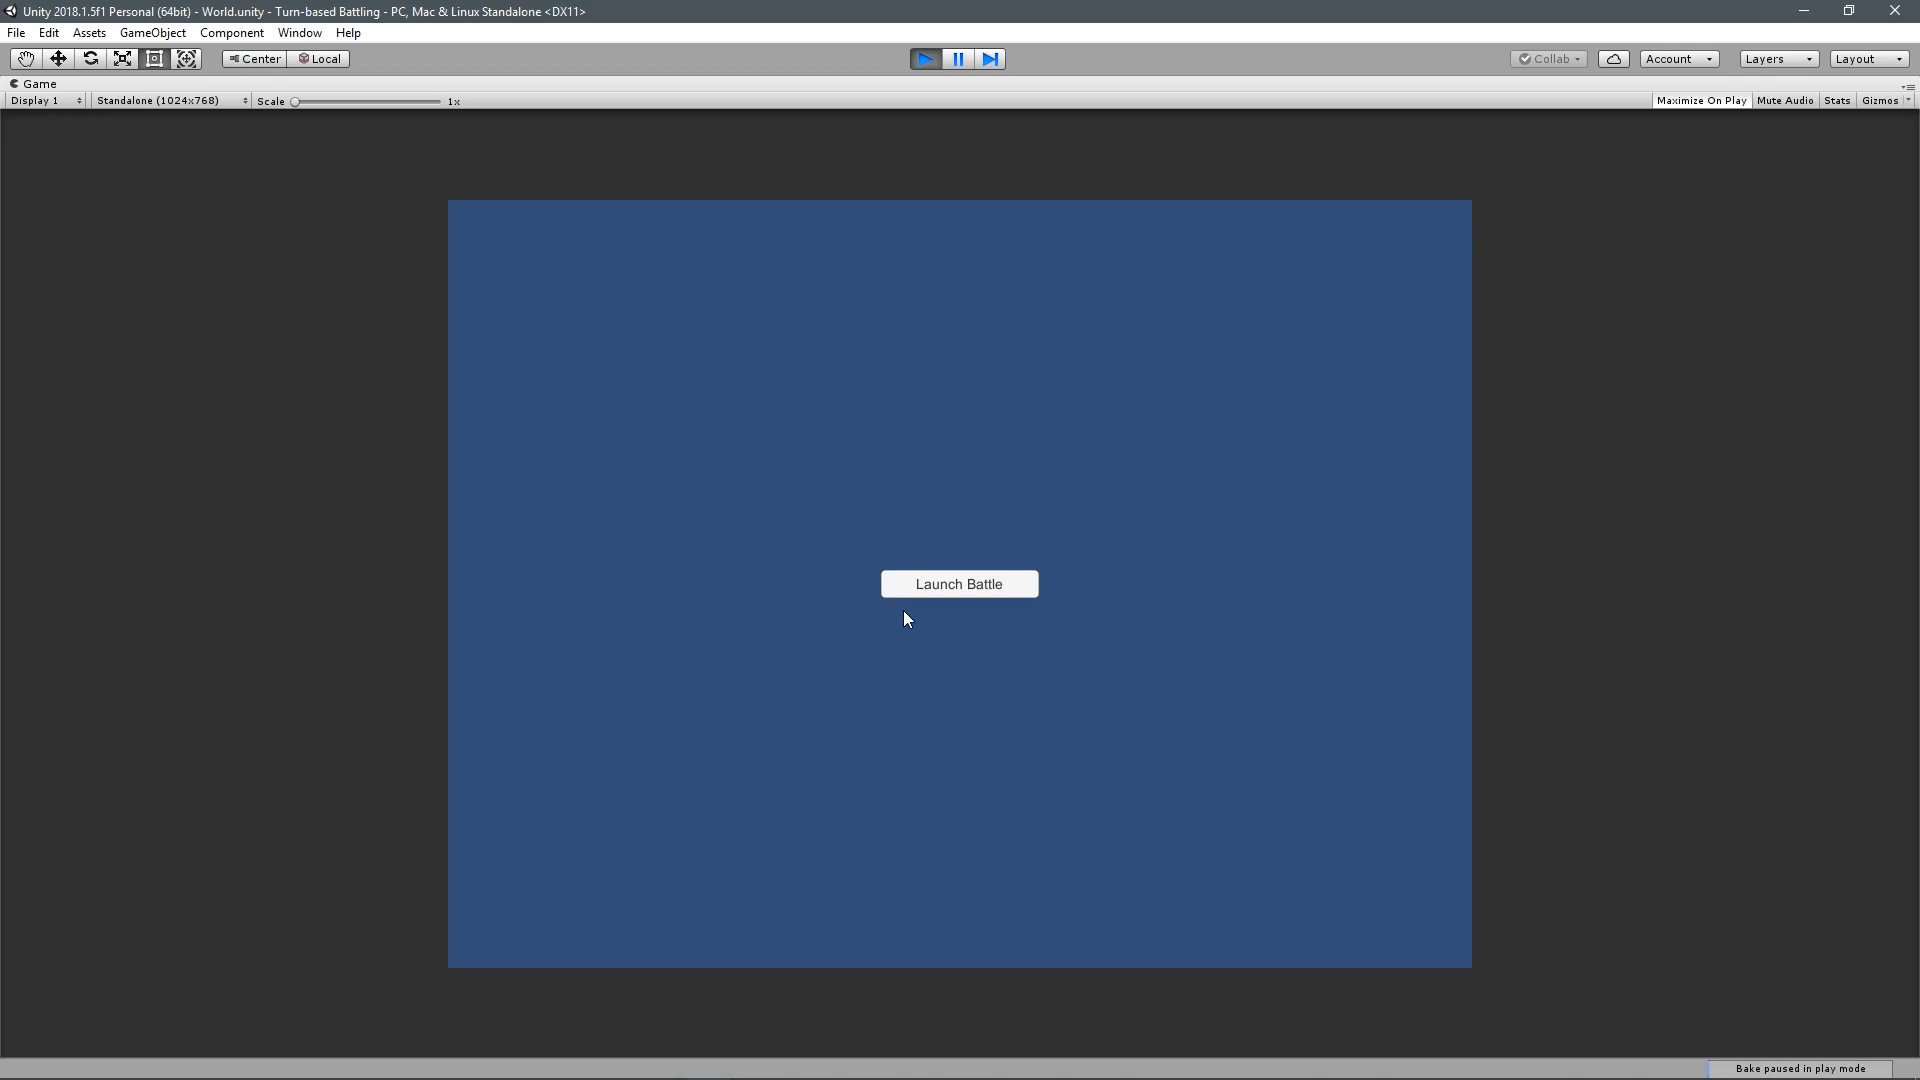 Unity 2018.1.5f1 Personal (64bit) - World.unity - Turn-based Battling - PC, Mac & Linux Standalone <DX11>
File Edit Assets GameObject Component Window Help
Center Local Collab Account Layers Layout
Game
Display 1 Standalone (1024x768) Scale 1x Maximize On Play Mute Audio Stats Gizmos
Launch Battle
Bake paused in play mode